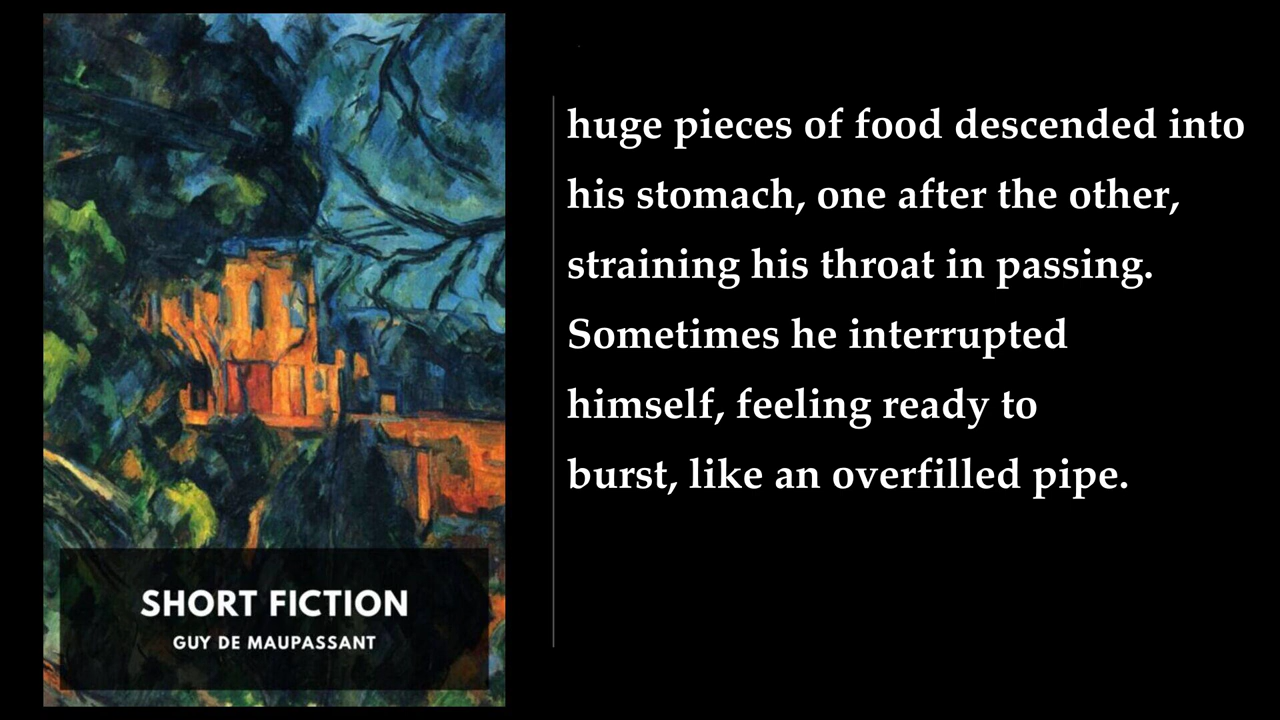 huge pieces of food descended into
his stomach, one after the other,
straining his throat in passing.
Sometimes he interrupted
himself, feeling ready to
burst, like an overfilled pipe.
SHORT FICTION
GUY DE MAUPASSANT